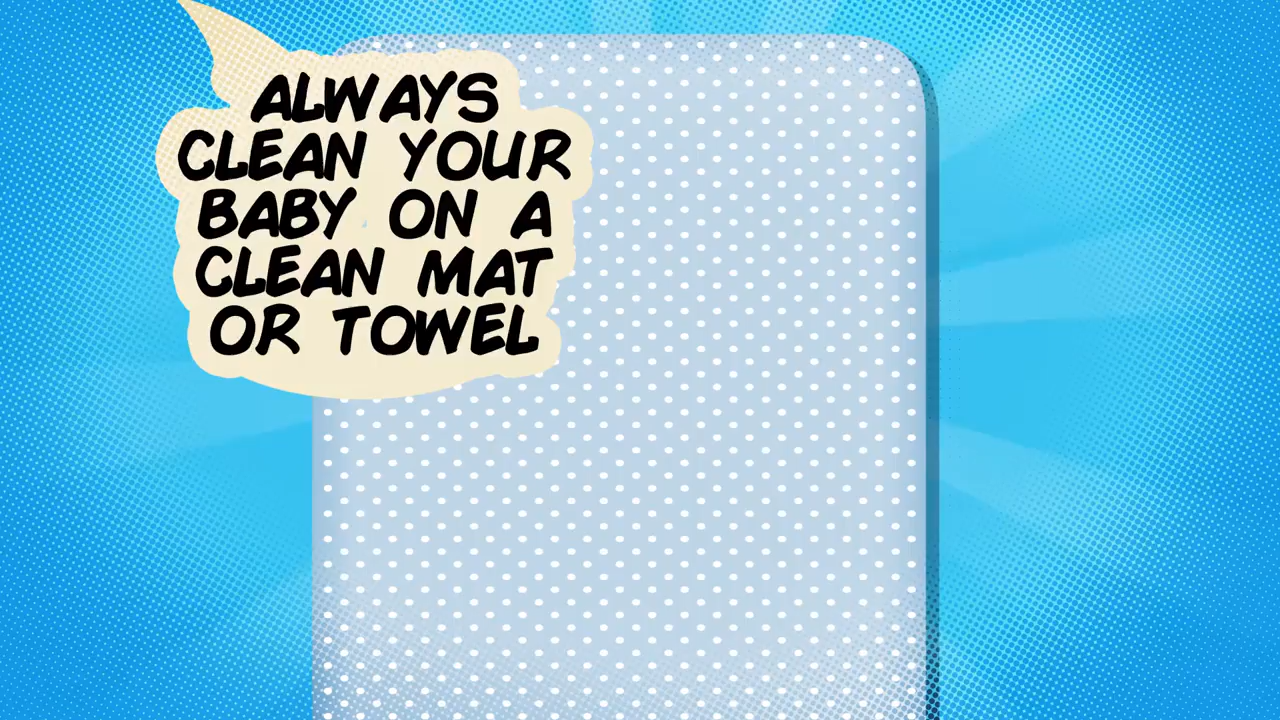 ALWAYS
CLEAN YOUR
BABY ON A
CLEAN MAT
OR TOWEL